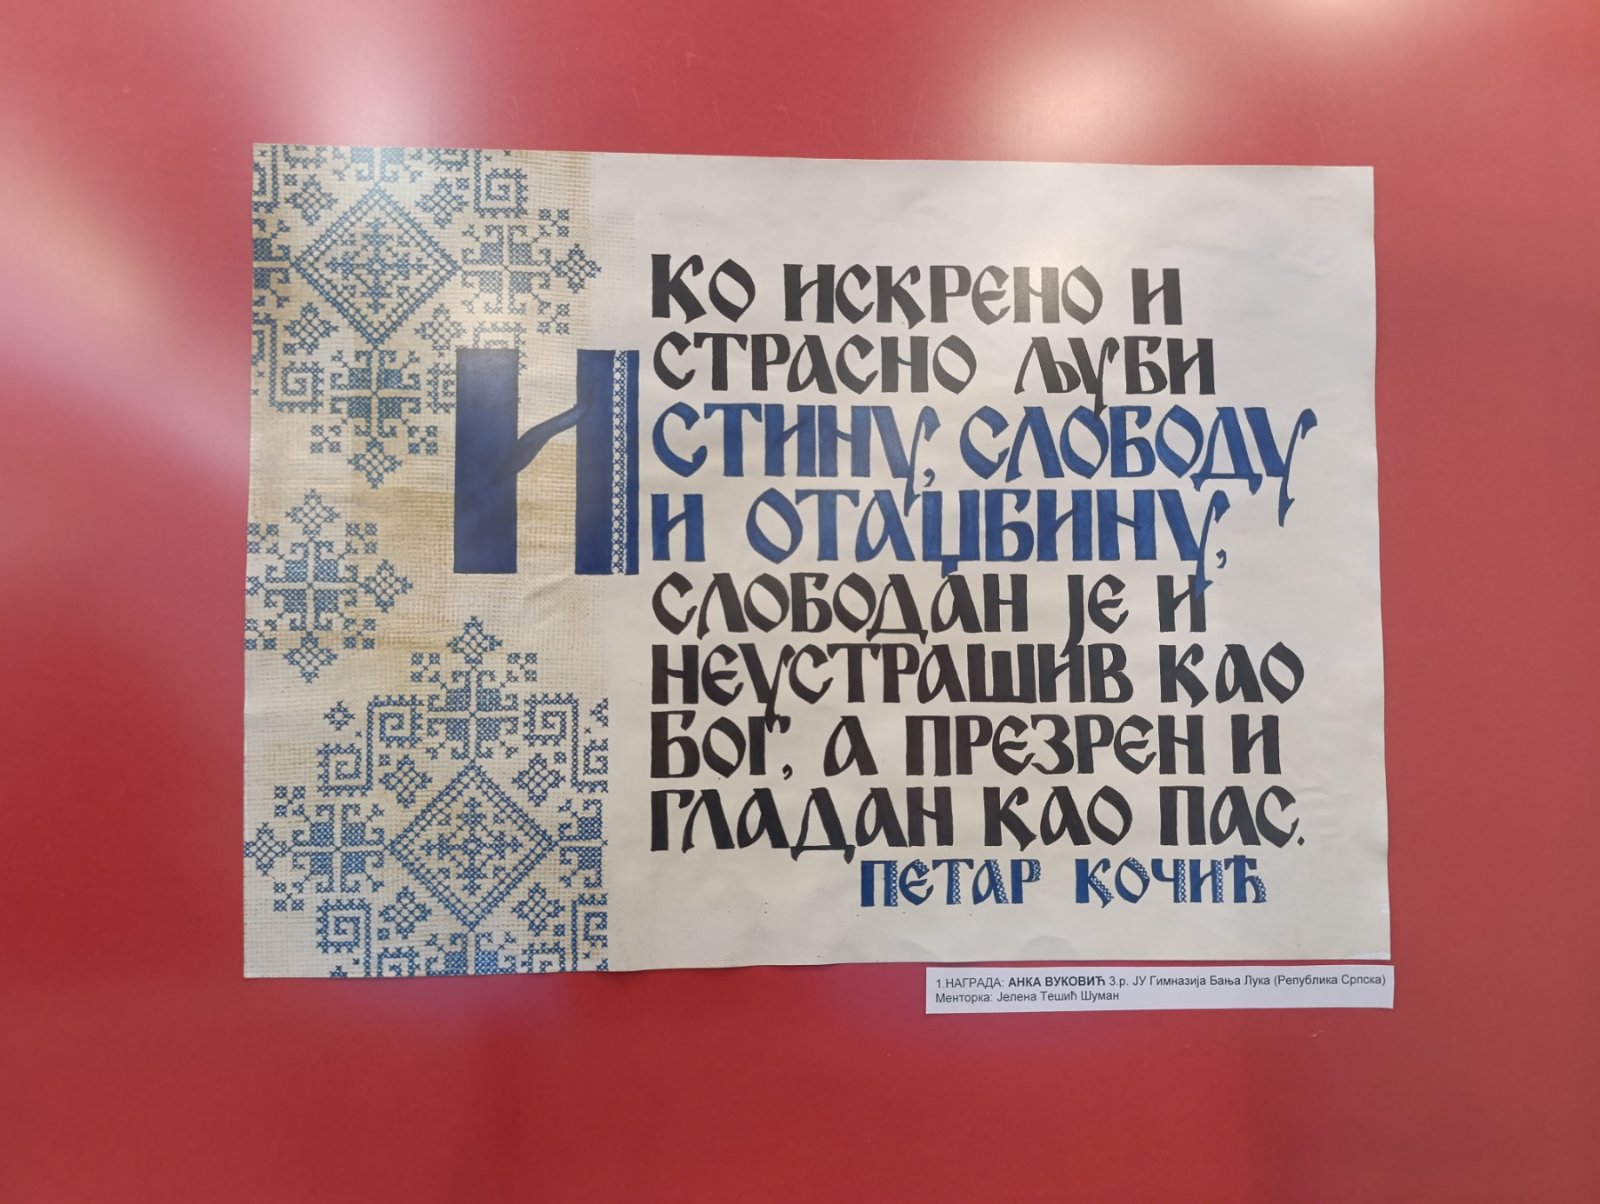 КО ИСКРЕНО И
СТРАСНО ЉУБИ
ИСТИНУ, СЛОБОДУ
И ОТАЏБИНУ,
СЛОБОДАН ЈЕ И
НЕУСТРАШИВ КАО
БОГ, А ПРЕЗРЕН И
ГЛАДАН КАО ПАС.
ПЕТАР КОЧИЋ
1.НАГРАДА: АНКА ВУКОВИЋ 3.р. ЈУ Гимназија Бања Лука (Република Српска)
Менторка: Јелена Тешић Шуман